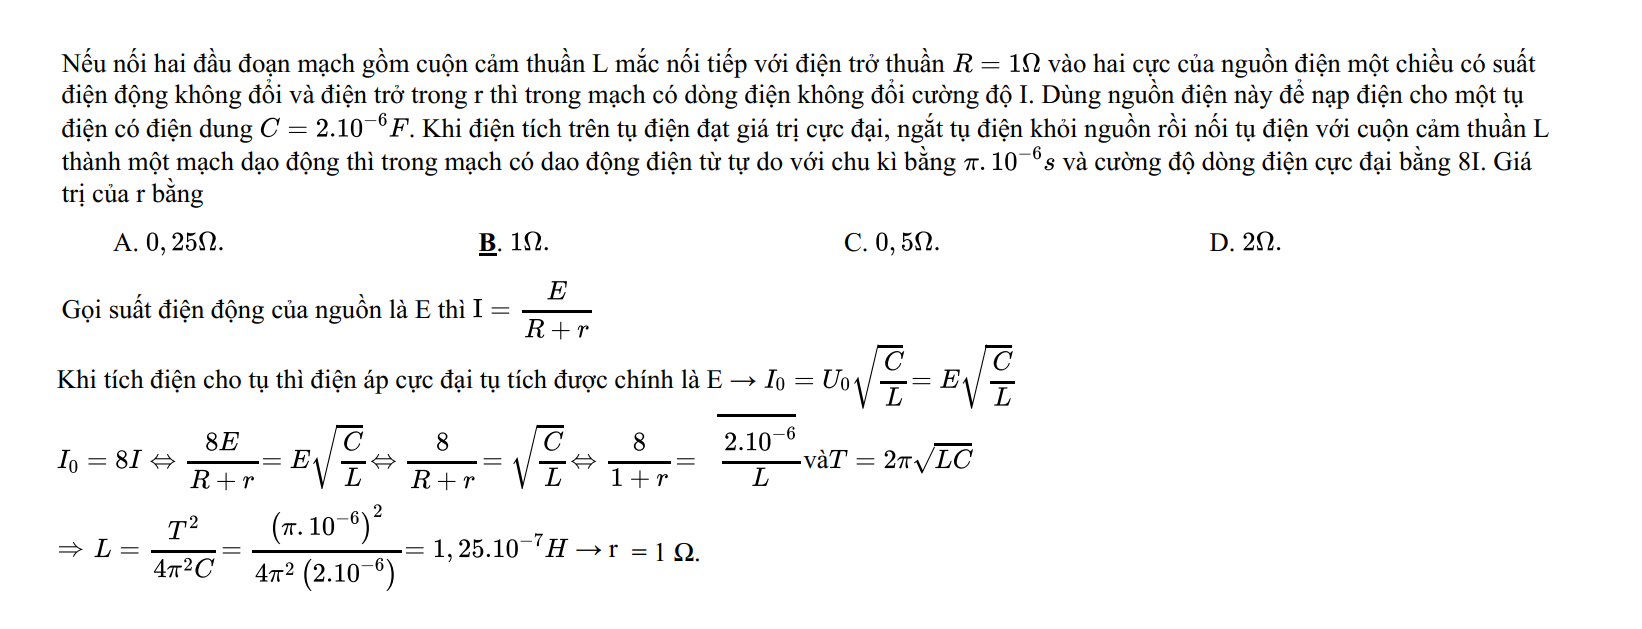 Nếu nối hai đầu đoạn mạch gồm cuộn cảm thuần L mắc nối tiếp với điện trở thuần $R = 1\Omega$ vào hai cực của nguồn điện một chiều có suất
điện động không đổi và điện trở trong r thì trong mạch có dòng điện không đổi cường độ I. Dùng nguồn điện này để nạp điện cho một tụ
điện có điện dung $C = 2.10^{-6}F$. Khi điện tích trên tụ điện đạt giá trị cực đại, ngắt tụ điện khỏi nguồn rồi nối tụ điện với cuộn cảm thuần L
thành một mạch dạo động thì trong mạch có dao động điện từ tự do với chu kì bằng $\pi.10^{-6}s$ và cường độ dòng điện cực đại bằng 8I. Giá
trị của r bằng
A. $0,25\Omega$. B. $1\Omega$. C. $0,5\Omega$. D. $2\Omega$.
Gọi suất điện động của nguồn là E thì $I = \frac{E}{R+r}$
Khi tích điện cho tụ thì điện áp cực đại tụ tích được chính là E $\rightarrow I_0 = U_0\sqrt{\frac{C}{L}} = E\sqrt{\frac{C}{L}}$
$I_0 = 8I \Leftrightarrow \frac{8E}{R+r} = E\sqrt{\frac{C}{L}} \Leftrightarrow \frac{8}{R+r} = \sqrt{\frac{C}{L}} \Leftrightarrow \frac{8}{1+r} = \overline{\frac{2.10^{-6}}{L}}$ và$T = 2\pi\sqrt{LC}$
$\Rightarrow L = \frac{T^2}{4\pi^2C} = \frac{(\pi.10^{-6})^2}{4\pi^2(2.10^{-6})} = 1,25.10^{-7}H \rightarrow$ r = 1 $\Omega$.